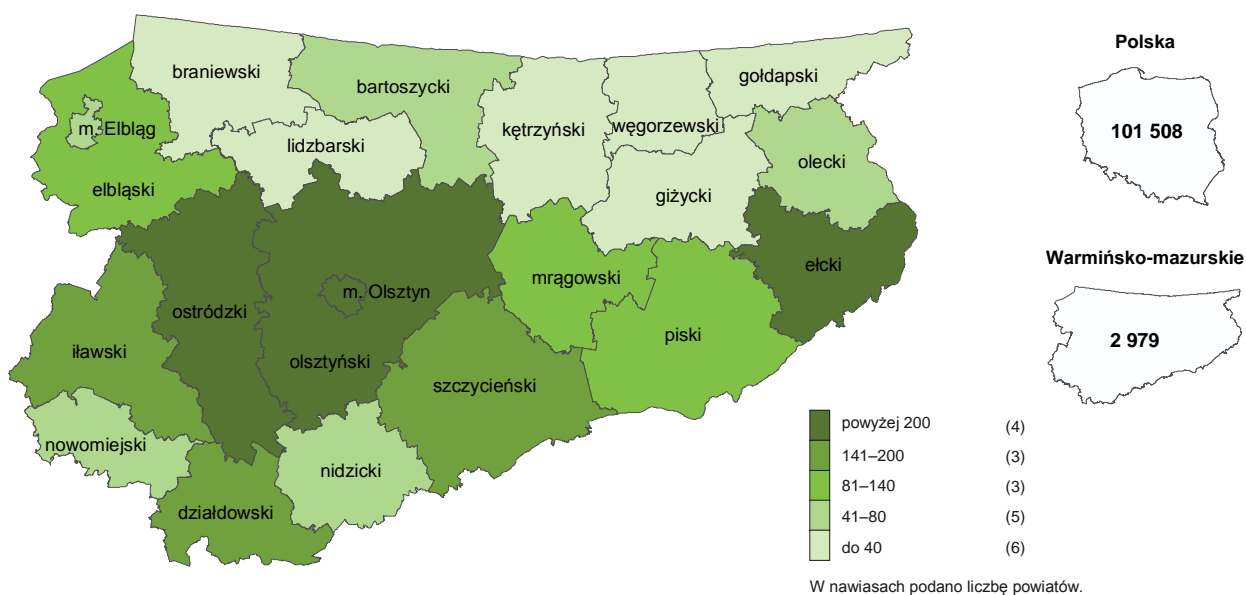 braniewski
bartoszycki
gołdapski
m. Elbląg
lidzbarski
kętrzyński
węgorzewski
olecki
elbląski
giżycki
ełcki
mrągowski
m. Olsztyn
ostródzki
piski
iławski
olsztyński
szczycieński
nowomiejski
nidzicki
działdowski
Polska
101 508
Warmińsko-mazurskie
2 979
powyżej 200 (4)
141–200 (3)
81–140 (3)
41–80 (5)
do 40 (6)
W nawiasach podano liczbę powiatów.